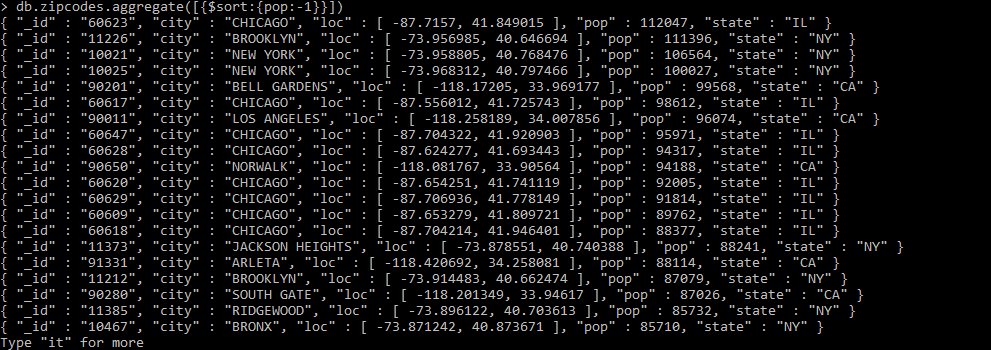 > db.zipcodes.aggregate([{$sort:{pop:-1}}])
{ "_id" : "60623", "city" : "CHICAGO", "loc" : [ -87.7157, 41.849015 ], "pop" : 112047, "state" : "IL" }
{ "_id" : "11226", "city" : "BROOKLYN", "loc" : [ -73.956985, 40.646694 ], "pop" : 111396, "state" : "NY" }
{ "_id" : "10021", "city" : "NEW YORK", "loc" : [ -73.958805, 40.768476 ], "pop" : 106564, "state" : "NY" }
{ "_id" : "10025", "city" : "NEW YORK", "loc" : [ -73.968312, 40.797466 ], "pop" : 100027, "state" : "NY" }
{ "_id" : "90201", "city" : "BELL GARDENS", "loc" : [ -118.17205, 33.969177 ], "pop" : 99568, "state" : "CA" }
{ "_id" : "60617", "city" : "CHICAGO", "loc" : [ -87.556012, 41.725743 ], "pop" : 98612, "state" : "IL" }
{ "_id" : "90011", "city" : "LOS ANGELES", "loc" : [ -118.258189, 34.007856 ], "pop" : 96074, "state" : "CA" }
{ "_id" : "60647", "city" : "CHICAGO", "loc" : [ -87.704322, 41.920903 ], "pop" : 95971, "state" : "IL" }
{ "_id" : "60628", "city" : "CHICAGO", "loc" : [ -87.624277, 41.693443 ], "pop" : 94317, "state" : "IL" }
{ "_id" : "90650", "city" : "NORWALK", "loc" : [ -118.081767, 33.90564 ], "pop" : 94188, "state" : "CA" }
{ "_id" : "60620", "city" : "CHICAGO", "loc" : [ -87.654251, 41.741119 ], "pop" : 92005, "state" : "IL" }
{ "_id" : "60629", "city" : "CHICAGO", "loc" : [ -87.706936, 41.778149 ], "pop" : 91814, "state" : "IL" }
{ "_id" : "60609", "city" : "CHICAGO", "loc" : [ -87.653279, 41.809721 ], "pop" : 89762, "state" : "IL" }
{ "_id" : "60618", "city" : "CHICAGO", "loc" : [ -87.704214, 41.946401 ], "pop" : 88377, "state" : "IL" }
{ "_id" : "11373", "city" : "JACKSON HEIGHTS", "loc" : [ -73.878551, 40.740388 ], "pop" : 88241, "state" : "NY" }
{ "_id" : "91331", "city" : "ARLETA", "loc" : [ -118.420692, 34.258081 ], "pop" : 88114, "state" : "CA" }
{ "_id" : "11212", "city" : "BROOKLYN", "loc" : [ -73.914483, 40.662474 ], "pop" : 87079, "state" : "NY" }
{ "_id" : "90280", "city" : "SOUTH GATE", "loc" : [ -118.201349, 33.94617 ], "pop" : 87026, "state" : "CA" }
{ "_id" : "11385", "city" : "RIDGEWOOD", "loc" : [ -73.896122, 40.703613 ], "pop" : 85732, "state" : "NY" }
{ "_id" : "10467", "city" : "BRONX", "loc" : [ -73.871242, 40.873671 ], "pop" : 85710, "state" : "NY" }
Type "it" for more